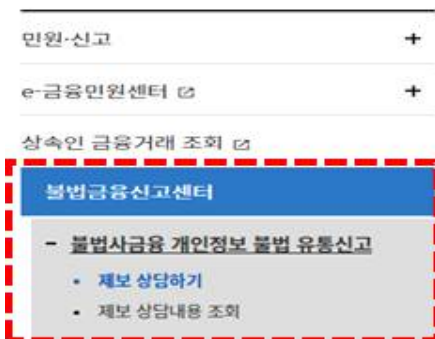 민원·신고 +
e-금융민원센터 +
상속인 금융거래 조회
불법금융신고센터
- 불법사금융 개인정보 불법 유통신고
• 제보 상담하기
• 제보 상담내용 조회